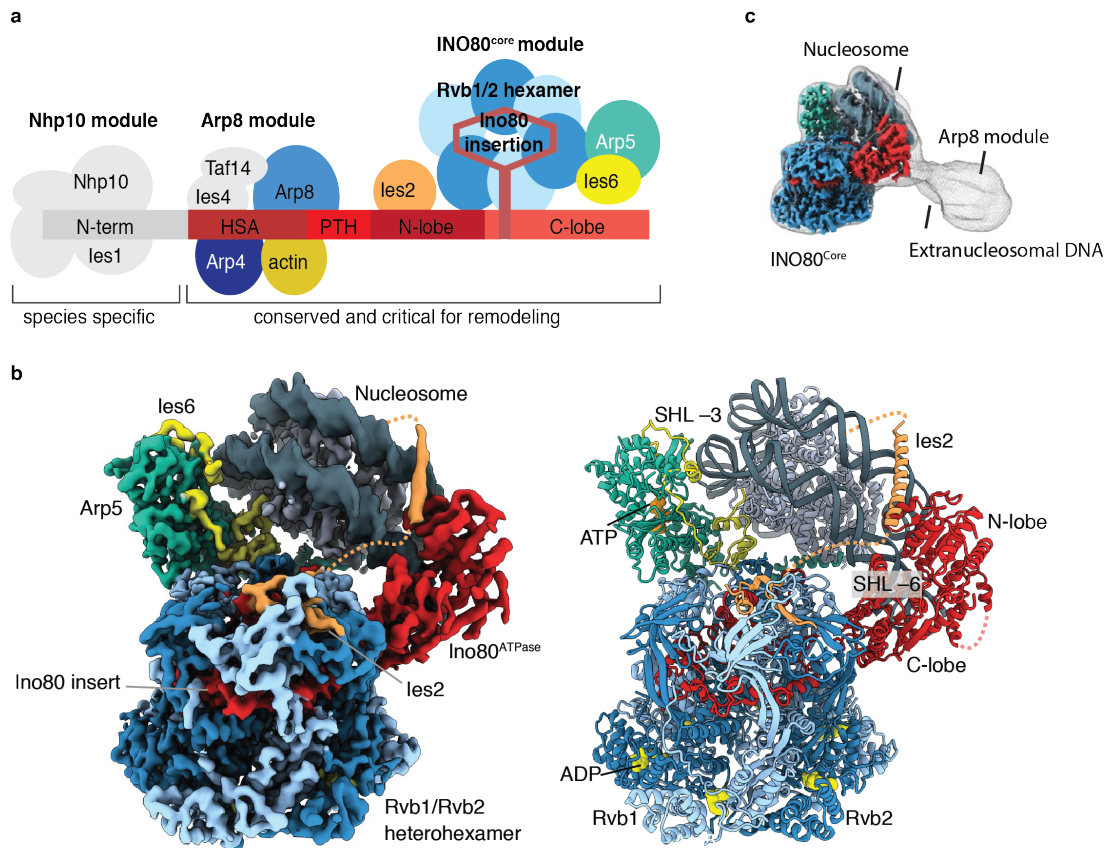 a
INO80core module
Rvb1/2 hexamer
Ino80
insertion
Nhp10 module
Arp8 module
Taf14
Ies4
Nhp10
Arp8
Ies2
Arp5
Ies6
N-term
HSA
PTH
N-lobe
C-lobe
Ies1
Arp4
actin
species specific
conserved and critical for remodeling
c
Nucleosome
Arp8 module
Extranucleosomal DNA
INO80Core
b
Ies6
Nucleosome
Arp5
Ino80ATPase
Ies2
Ino80 insert
Rvb1/Rvb2
heterohexamer
SHL –3
Ies2
ATP
N-lobe
SHL –6
C-lobe
ADP
Rvb1
Rvb2